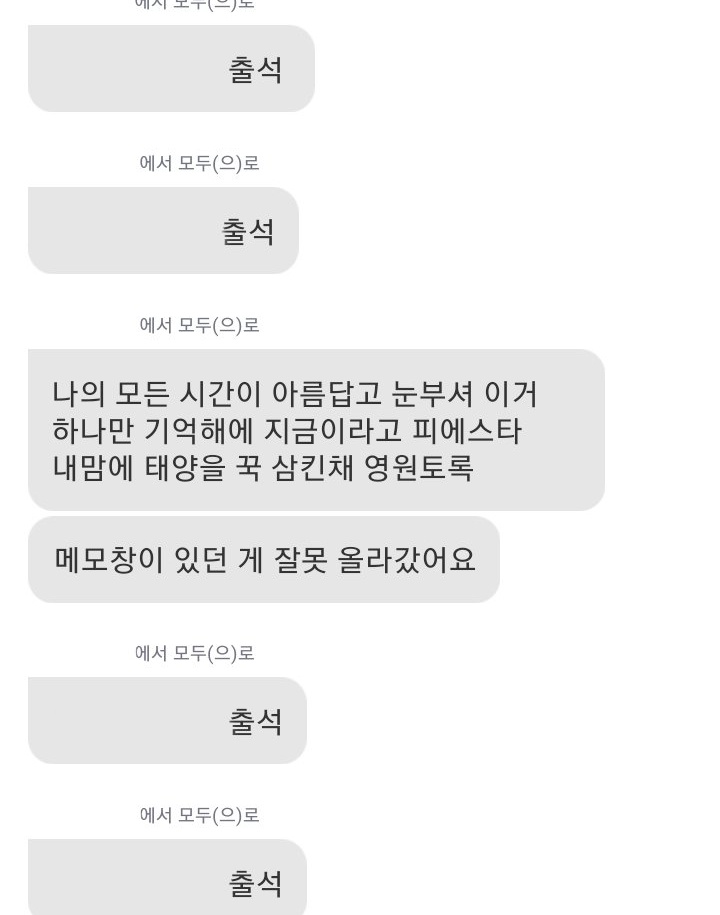 에서 모두(으)로
출석
에서 모두(으)로
출석
에서 모두(으)로
나의 모든 시간이 아름답고 눈부셔 이거
하나만 기억해에 지금이라고 피에스타
내맘에 태양을 꾹 삼킨채 영원토록
메모창이 있던 게 잘못 올라갔어요
에서 모두(으)로
출석
에서 모두(으)로
출석